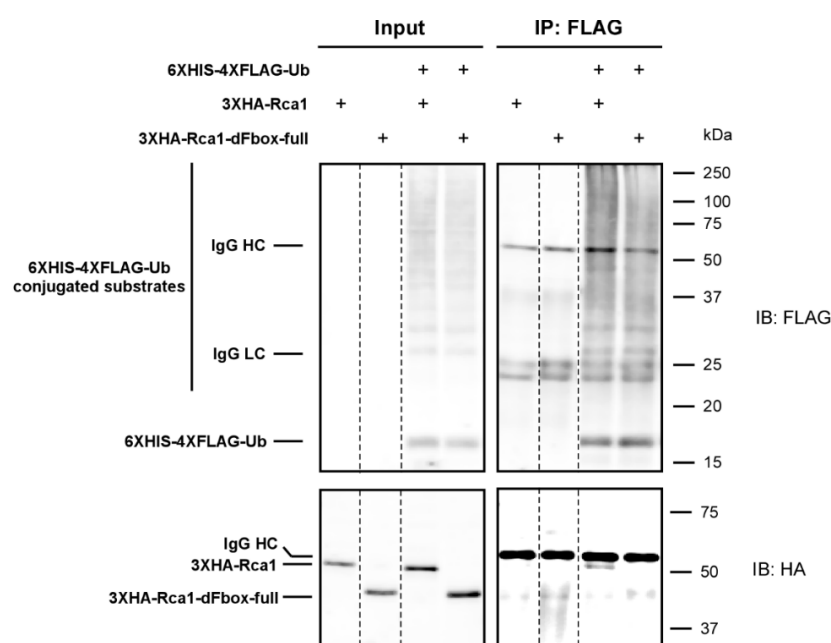 Input IP: FLAG
6XHIS-4XFLAG-Ub + + + +
3XHA-Rca1 + + + +
3XHA-Rca1-dFbox-full + + + + kDa
250
100
75
IgG HC
50
6XHIS-4XFLAG-Ub
conjugated substrates
37
IB: FLAG
IgG LC
25
20
6XHIS-4XFLAG-Ub
15
75
IgG HC
3XHA-Rca1
50
IB: HA
3XHA-Rca1-dFbox-full
37